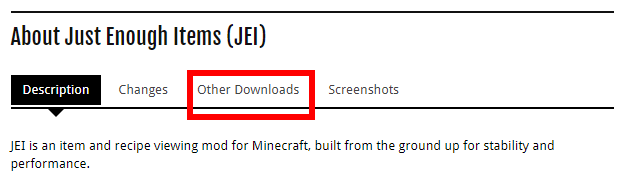 About Just Enough Items (JEI)
Description Changes Other Downloads Screenshots
JEI is an item and recipe viewing mod for Minecraft, built from the ground up for stability and
performance.